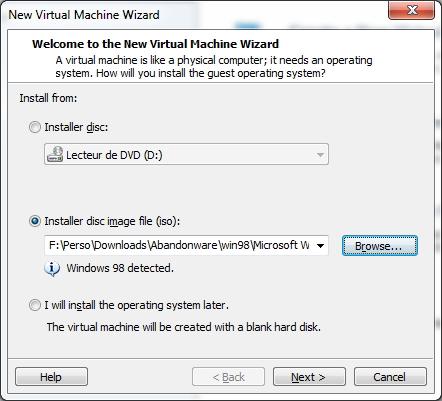 New Virtual Machine Wizard
Welcome to the New Virtual Machine Wizard
A virtual machine is like a physical computer; it needs an operating
system. How will you install the guest operating system?
Install from:
Installer disc:
Lecteur de DVD (D:)
Installer disc image file (iso):
F:\Perso\Downloads\Abandonware\win98\Microsoft W
Browse...
Windows 98 detected.
I will install the operating system later.
The virtual machine will be created with a blank hard disk.
Help
< Back
Next >
Cancel